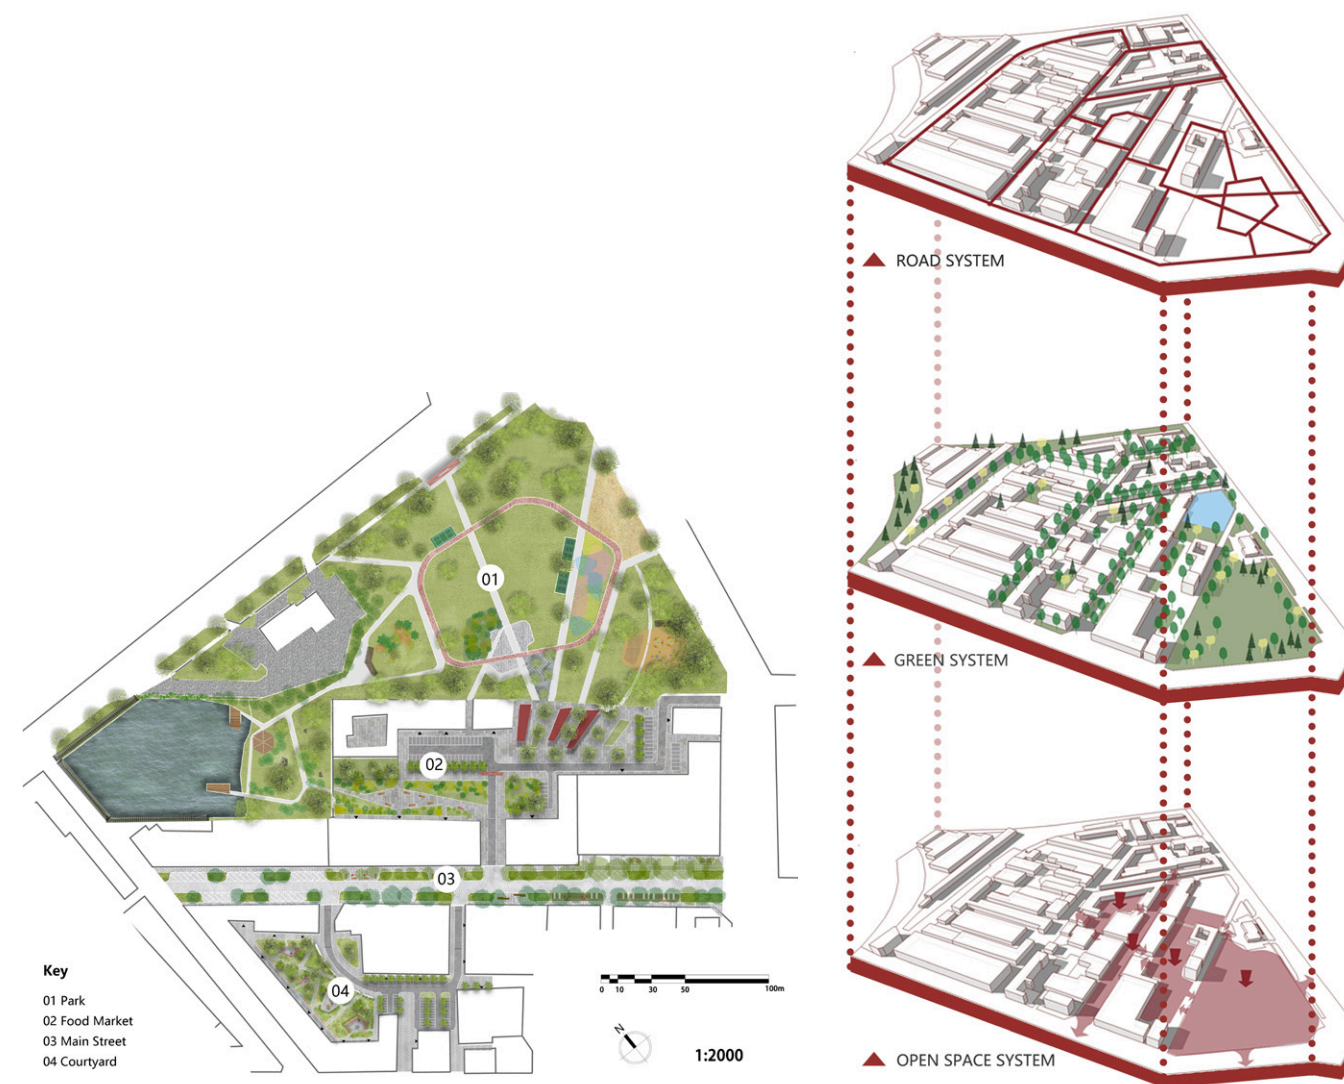 ROAD SYSTEM
GREEN SYSTEM
OPEN SPACE SYSTEM
01
02
03
04
Key
01 Park
02 Food Market
03 Main Street
04 Courtyard
0 10 30 50 100m
N
1:2000